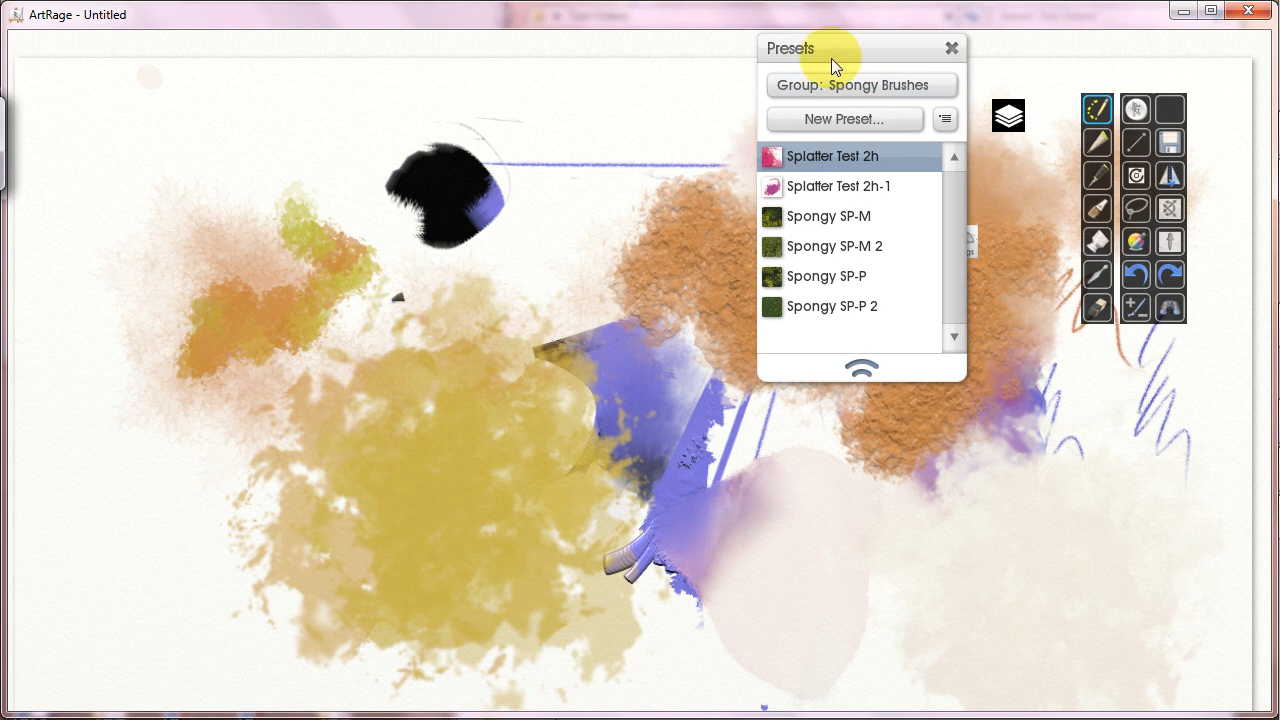 ArtRage - Untitled
Presets
Group: Spongy Brushes
New Preset...
Splatter Test 2h
Splatter Test 2h-1
Spongy SP-M
Spongy SP-M 2
Spongy SP-P
Spongy SP-P 2